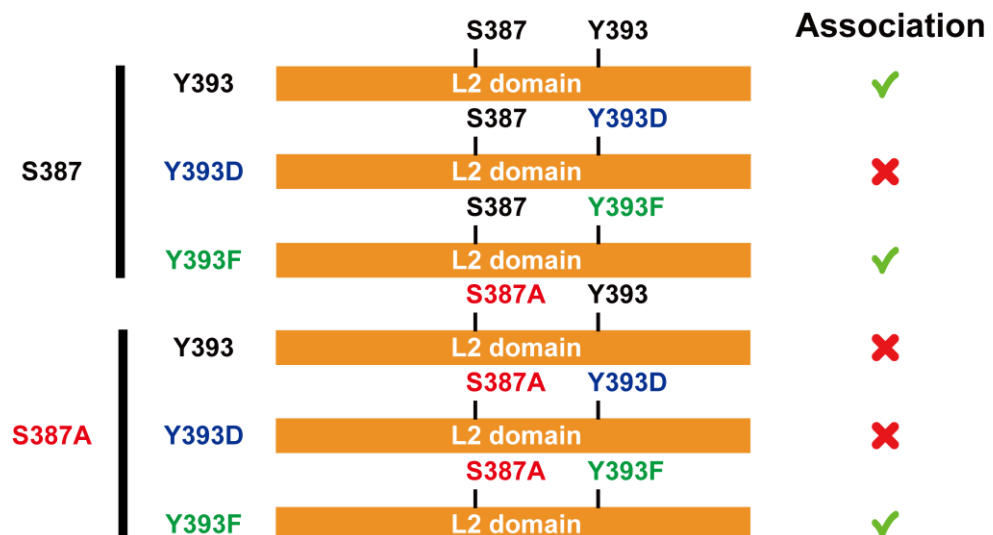 S387 Y393 Association
Y393 L2 domain
S387 Y393D
S387 Y393D L2 domain
S387 Y393F
Y393F L2 domain
S387A Y393
Y393 L2 domain
S387A Y393D
S387A Y393D L2 domain
S387A Y393F
Y393F L2 domain